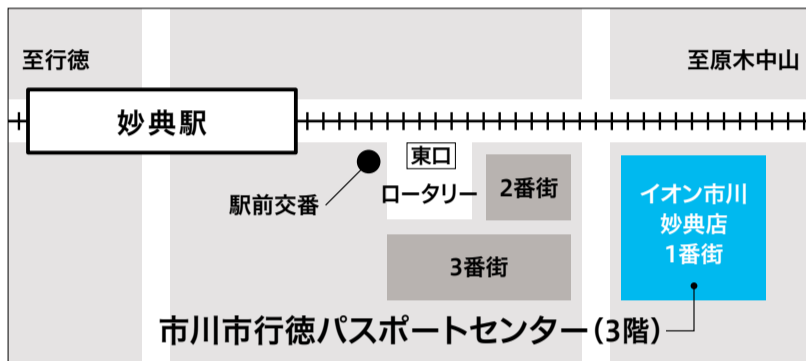 至行徳
至原木中山
妙典駅
東口
ロータリー
駅前交番
2番街
3番街
イオン市川
妙典店
1番街
市川市行徳パスポートセンター(3階)